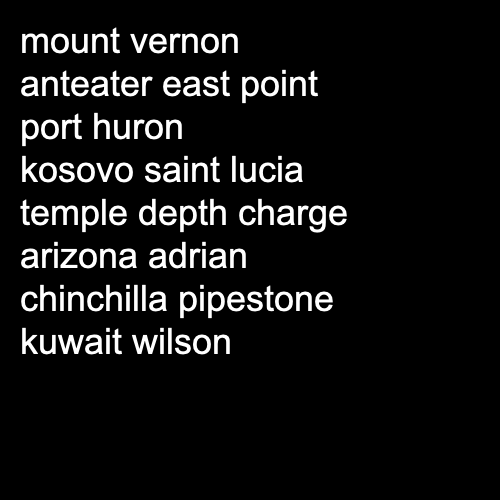 mount vernon
anteater east point
port huron
kosovo saint lucia
temple depth charge
arizona adrian
chinchilla pipestone
kuwait wilson